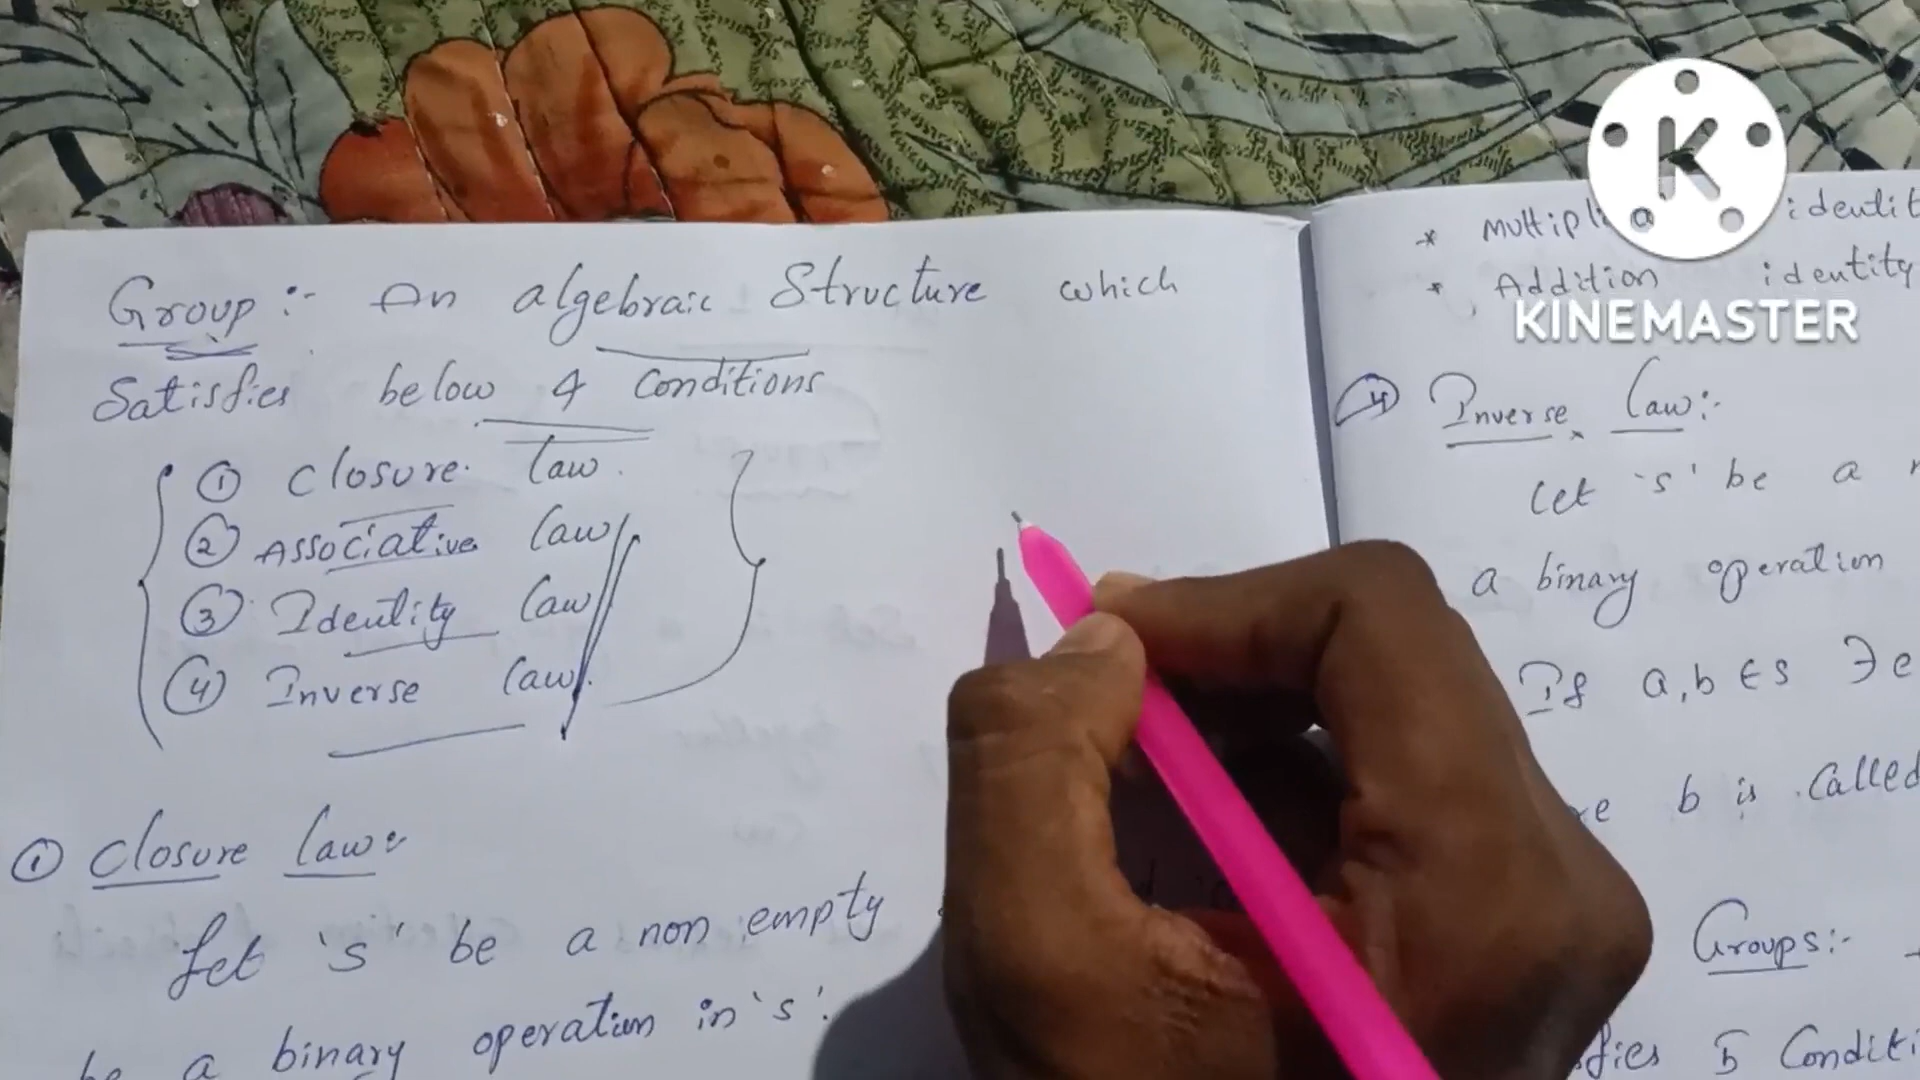 Group :- An algebraic Structure which
Satisfies below 4 Conditions
① Closure Law.
② Associative Law
③ Identity Law
④ Inverse Law.
① Closure Law:
Let 's' be a non empty
be a binary operation in 's'.
* Addition identity
④ Inverse Law:-
Let 's' be a
a binary operation
If a,b ∈ s ∃ e
b is Called
Groups:-
5 Conditi
K
KINEMASTER